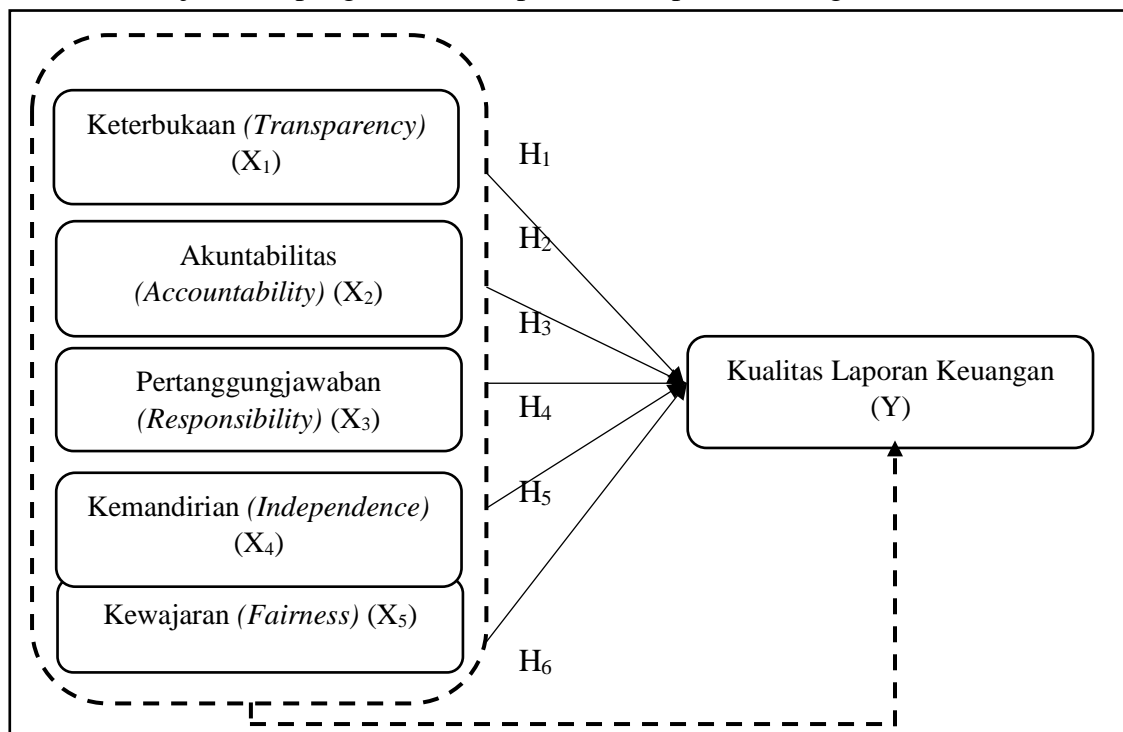 Keterbukaan (Transparency)
(X₁)
H₁
Akuntabilitas
(Accountability) (X₂)
H₂
H₃
Pertanggungjawaban
(Responsibility) (X₃)
H₄
Kualitas Laporan Keuangan
(Y)
Kemandirian (Independence)
(X₄)
H₅
Kewajaran (Fairness) (X₅)
H₆